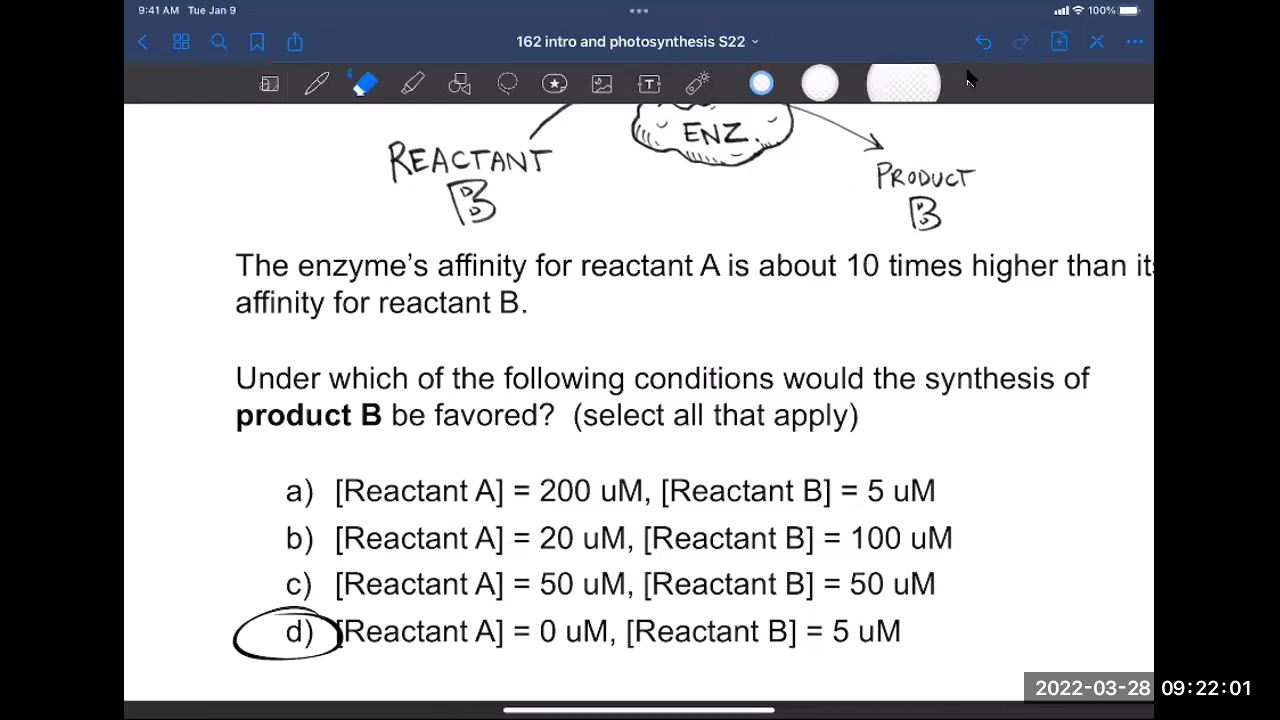 9:41 AM Tue Jan 9
100%
162 intro and photosynthesis S22
T
ENZ.
REACTANT
B
PRODUCT
B
The enzyme's affinity for reactant A is about 10 times higher than its
affinity for reactant B.
Under which of the following conditions would the synthesis of
product B be favored? (select all that apply)
a) [Reactant A] = 200 uM, [Reactant B] = 5 uM
b) [Reactant A] = 20 uM, [Reactant B] = 100 uM
c) [Reactant A] = 50 uM, [Reactant B] = 50 uM
d) [Reactant A] = 0 uM, [Reactant B] = 5 uM
2022-03-28 09:22:01